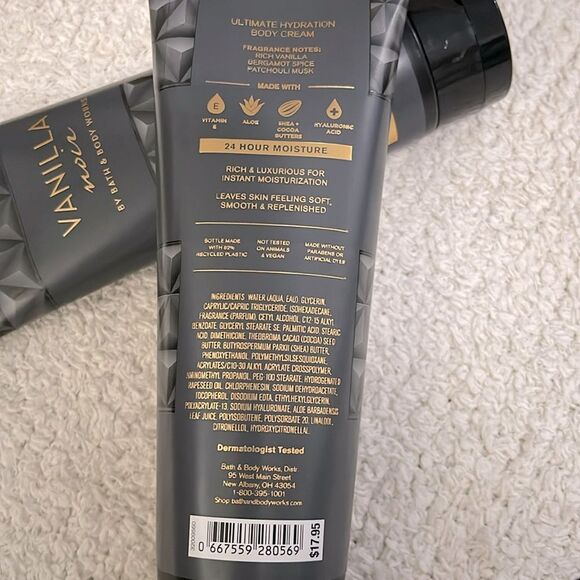 ULTIMATE HYDRATION
BODY CREAM
FRAGRANCE NOTES:
RICH VANILLA
BERGAMOT SPICE
PATCHOULI MUSK
MADE WITH
E
VITAMIN
E
ALOE
SHEA +
COCOA
BUTTERS
HYALURONIC
ACID
24 HOUR MOISTURE
RICH & LUXURIOUS FOR
INSTANT MOISTURIZATION
LEAVES SKIN FEELING SOFT,
SMOOTH & REPLENISHED
BOTTLE MADE
WITH 82%
RECYCLED PLASTIC
NOT TESTED
ON ANIMALS
& VEGAN
MADE WITHOUT
PARABENS OR
ARTIFICIAL DYES
INGREDIENTS: WATER (AQUA, EAU), GLYCERIN,
CAPRYLIC/CAPRIC TRIGLYCERIDE, ISOHEXADECANE,
FRAGRANCE (PARFUM), CETYL ALCOHOL, C12-15 ALKYL
BENZOATE, GLYCERYL STEARATE SE, PALMITIC ACID, STEARIC
ACID, DIMETHICONE, THEOBROMA CACAO (COCOA) SEED
BUTTER, BUTYROSPERMUM PARKII (SHEA) BUTTER,
PHENOXYETHANOL, POLYMETHYLSILSESQUIOXANE,
ACRYLATES/C10-30 ALKYL ACRYLATE CROSSPOLYMER,
AMINOMETHYL PROPANOL, PEG-100 STEARATE, HYDROGENATED
RAPESEED OIL, CHLORPHENESIN, SODIUM DEHYDROACETATE,
TOCOPHEROL, DISODIUM EDTA, ETHYLHEXYLGLYCERIN,
POLYACRYLATE-13, SODIUM HYALURONATE, ALOE BARBADENSIS
LEAF JUICE, POLYISOBUTENE, POLYSORBATE 20, LINALOOL,
CITRONELLOL, HYDROXYCITRONELLAL.
Dermatologist Tested
Bath & Body Works, Distr
95 West Main Street
New Albany, OH 43054
1-800-395-1001
Shop bathandbodyworks.com
0 667559 280569
$17.95
VANILLA
noir
BY BATH & BODY WORKS